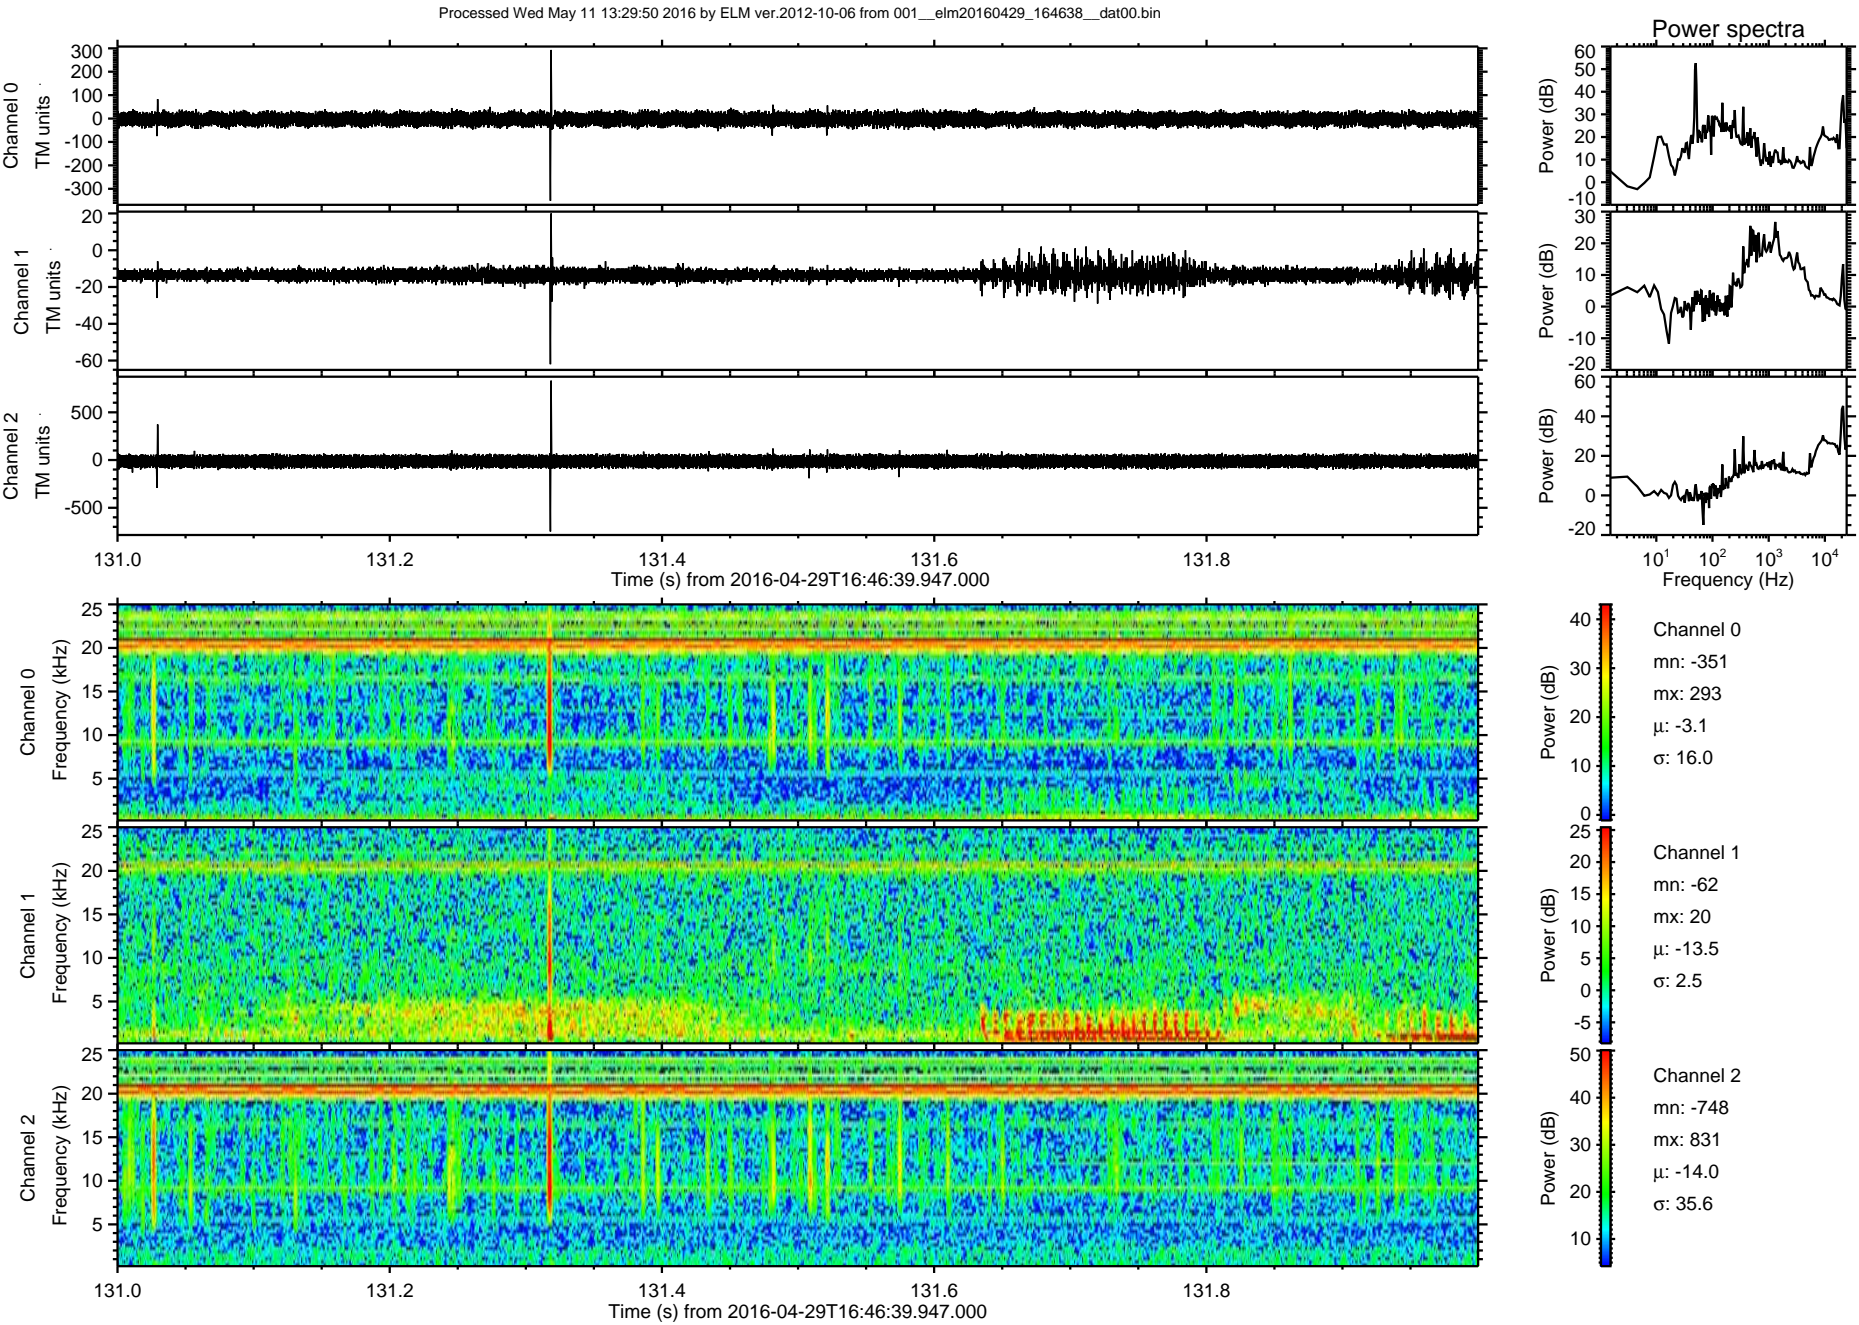 Processed Wed May 11 13:29:50 2016 by ELM ver.2012-10-06 from 001__elm20160429_164638__dat00.bin
Power spectra
Channel 0
TM units
300
200
100
0
-100
-200
-300
Power (dB)
60
50
40
30
20
10
0
-10
Channel 1
TM units
20
0
-20
-40
-60
Power (dB)
30
20
10
0
-10
-20
Channel 2
TM units
500
0
-500
Power (dB)
60
40
20
0
-20
131.0 131.2 131.4 131.6 131.8
Time (s) from 2016-04-29T16:46:39.947.000
10^1 10^2 10^3 10^4
Frequency (Hz)
Channel 0
Frequency (kHz)
25
20
15
10
5
Power (dB)
40
30
20
10
0
Channel 0
mn: -351
mx: 293
μ: -3.1
σ: 16.0
Channel 1
Frequency (kHz)
25
20
15
10
5
Power (dB)
25
20
15
10
5
0
-5
Channel 1
mn: -62
mx: 20
μ: -13.5
σ: 2.5
Channel 2
Frequency (kHz)
25
20
15
10
5
Power (dB)
50
40
30
20
10
Channel 2
mn: -748
mx: 831
μ: -14.0
σ: 35.6
131.0 131.2 131.4 131.6 131.8
Time (s) from 2016-04-29T16:46:39.947.000